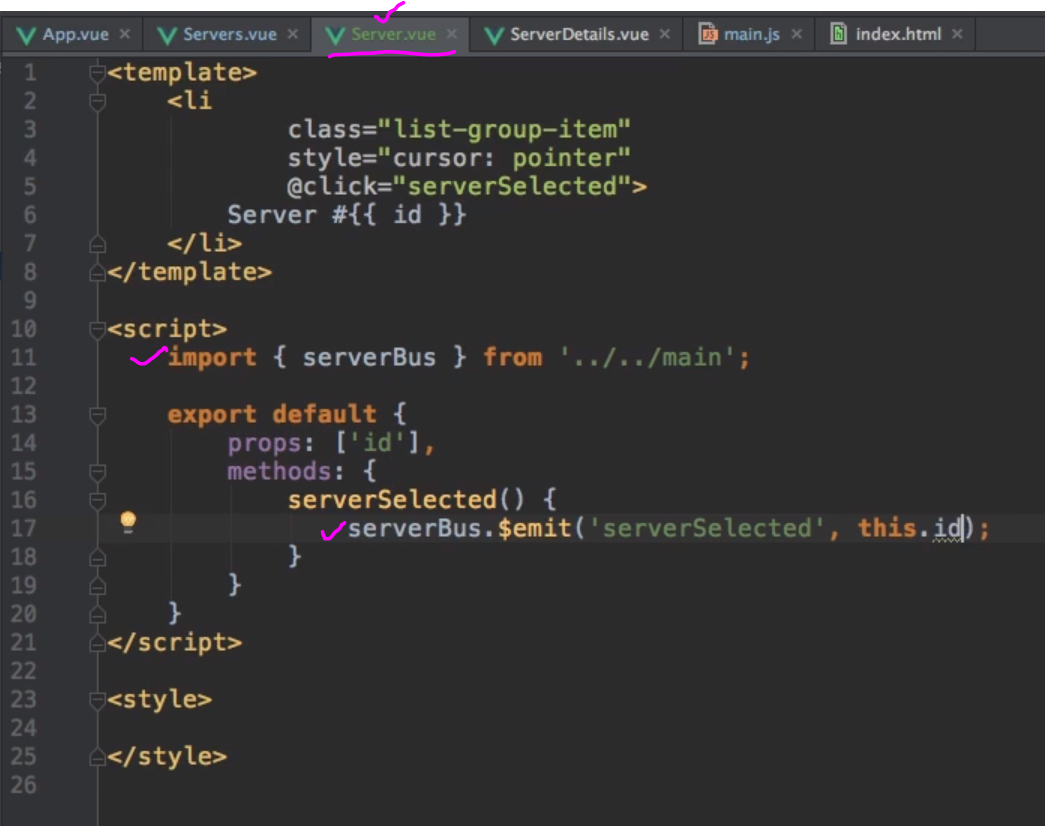 App.vue × Servers.vue × Server.vue × ServerDetails.vue × main.js × index.html ×
1 <template>
2 <li
3 class="list-group-item"
4 style="cursor: pointer"
5 @click="serverSelected">
6 Server #{{ id }}
7 </li>
8 </template>
9
10 <script>
11 import { serverBus } from '../../main';
12
13 export default {
14 props: ['id'],
15 methods: {
16 serverSelected() {
17 serverBus.$emit('serverSelected', this.id);
18 }
19 }
20 }
21 </script>
22
23 <style>
24
25 </style>
26